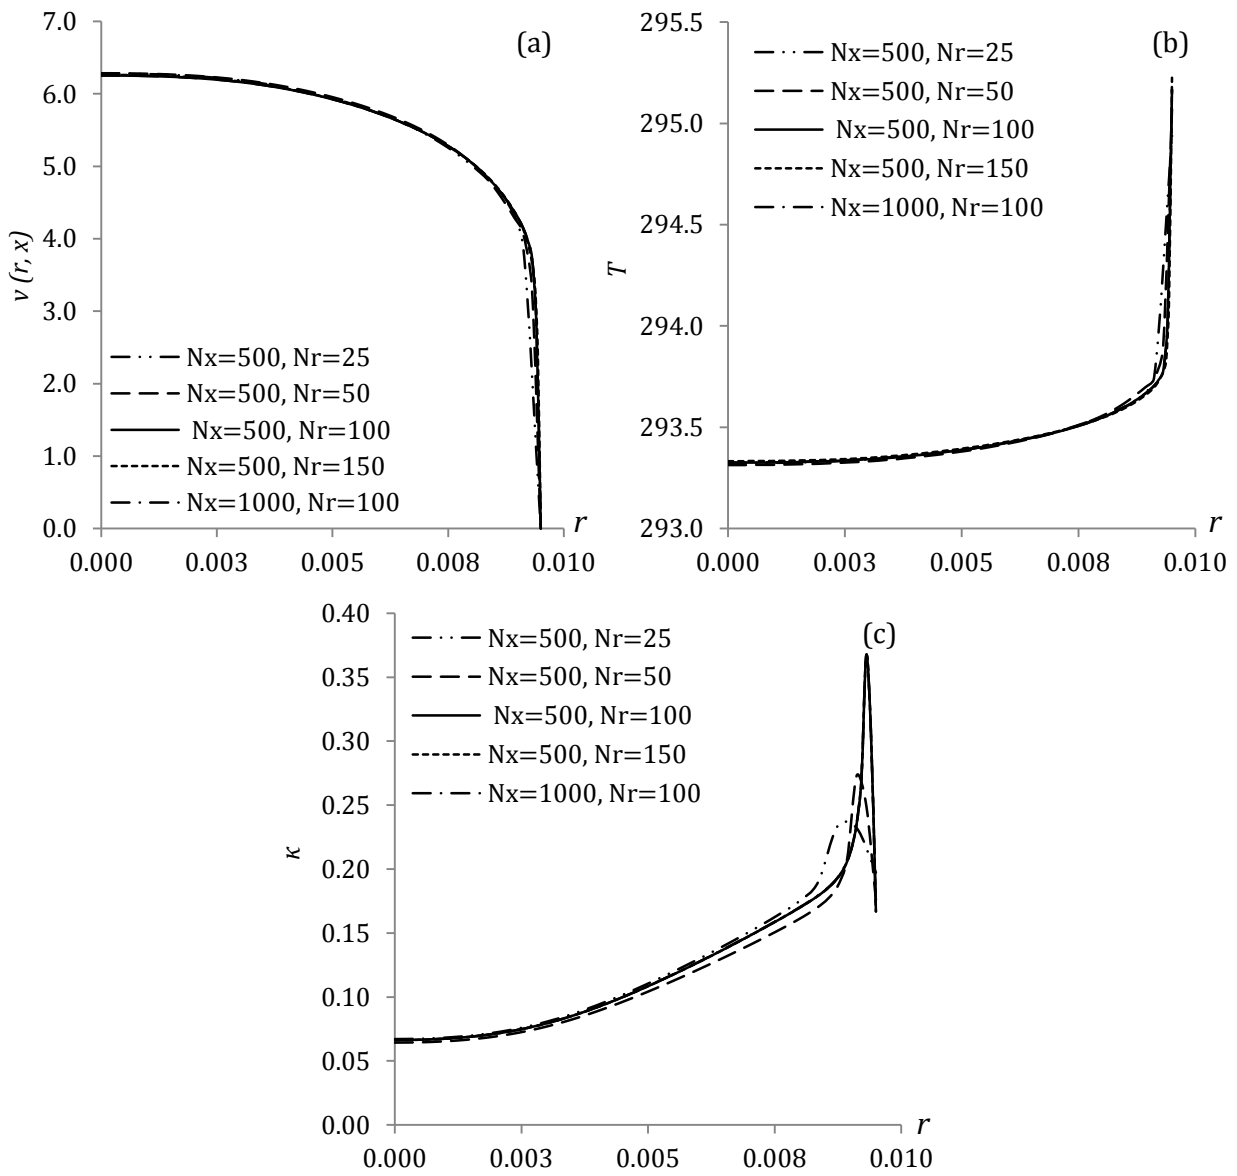 (a)
7.0
6.0
5.0
4.0
3.0
2.0
1.0
0.0
v (r, x)
Nx=500, Nr=25
Nx=500, Nr=50
Nx=500, Nr=100
Nx=500, Nr=150
Nx=1000, Nr=100
0.000 0.003 0.005 0.008 0.010
r
(b)
295.5
295.0
294.5
294.0
293.5
293.0
T
Nx=500, Nr=25
Nx=500, Nr=50
Nx=500, Nr=100
Nx=500, Nr=150
Nx=1000, Nr=100
0.000 0.003 0.005 0.008 0.010
r
(c)
0.40
0.35
0.30
0.25
0.20
0.15
0.10
0.05
0.00
κ
Nx=500, Nr=25
Nx=500, Nr=50
Nx=500, Nr=100
Nx=500, Nr=150
Nx=1000, Nr=100
0.000 0.003 0.005 0.008 0.010
r